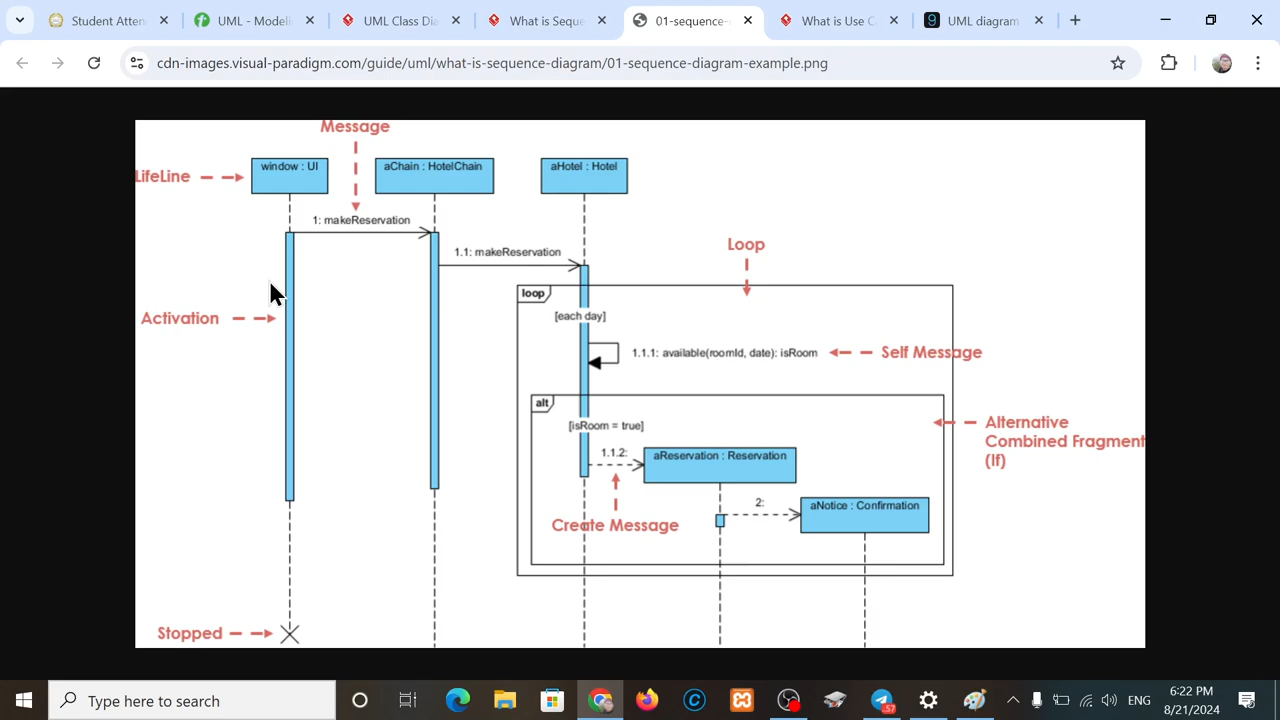 Student Atten
UML - Modelin
UML Class Dia
What is Seque
01-sequence-
What is Use C
UML diagram
cdn-images.visual-paradigm.com/guide/uml/what-is-sequence-diagram/01-sequence-diagram-example.png
Message
LifeLine
window : UI
aChain : HotelChain
aHotel : Hotel
1: makeReservation
1.1: makeReservation
Loop
loop
[each day]
Activation
1.1.1: available(roomId, date): isRoom
Self Message
alt
[isRoom = true]
Alternative
Combined Fragment
(If)
1.1.2:
aReservation : Reservation
2:
aNotice : Confirmation
Create Message
Stopped
Type here to search
57
ENG
6:22 PM
8/21/2024